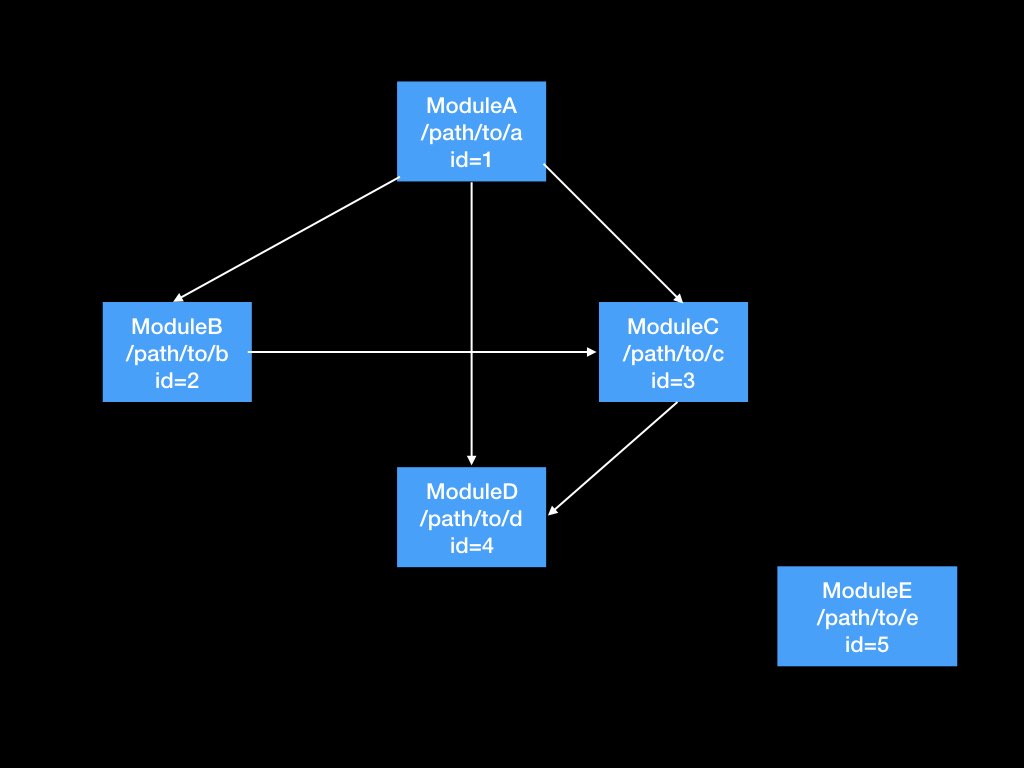 ModuleA
/path/to/a
id=1
ModuleB
/path/to/b
id=2
ModuleC
/path/to/c
id=3
ModuleD
/path/to/d
id=4
ModuleE
/path/to/e
id=5